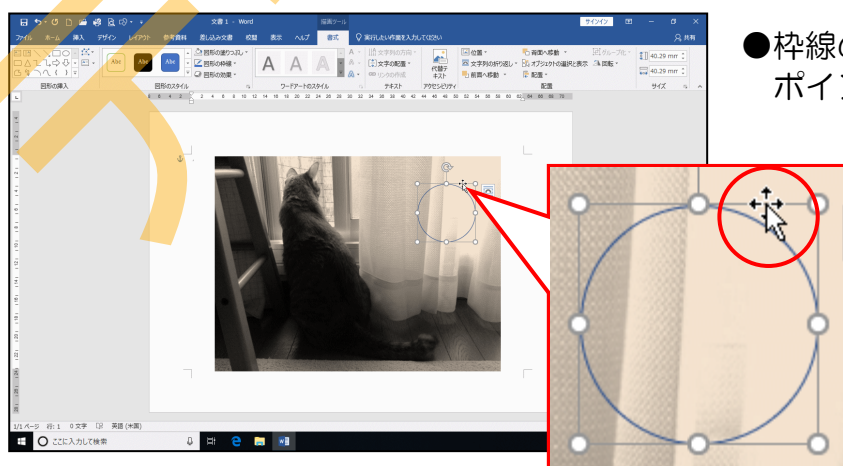 文書 1 - Word
描画ツール
サインイン
ファイル ホーム 挿入 デザイン レイアウト 参考資料 差し込み文書 校閲 表示 ヘルプ 書式 実行したい作業を入力してください 共有
Abc Abc Abc
図形の塗りつぶし
図形の枠線
図形の効果
A A A
文字列の方向
文字の配置
リンクの作成
代替テ
キスト
位置
文字列の折り返し
前面へ移動
背面へ移動
オブジェクトの選択と表示
配置
グループ化
回転
40.29 mm
40.29 mm
図形の挿入 図形のスタイル ワードアートのスタイル テキスト アクセシビリティ 配置 サイズ
●枠線の
ポイン
1/1 ページ 行: 1 0 文字 英語 (米国)
ここに入力して検索